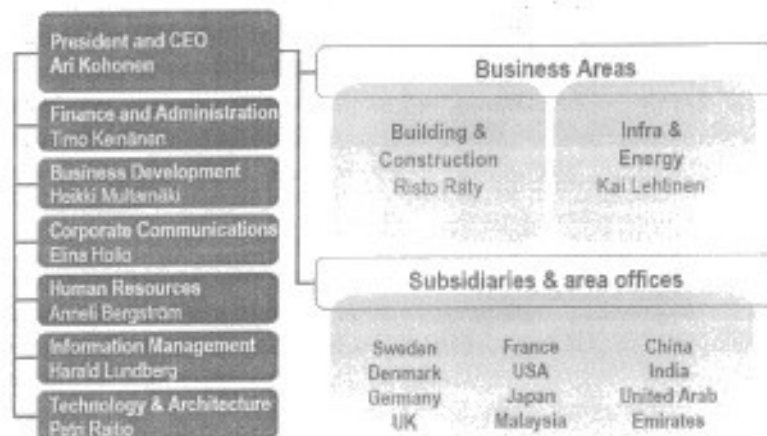 President and CEO
Ari Kohonen
Finance and Administration
Timo Keinänen
Business Development
Heikki Multamäki
Corporate Communications
Elina Hollo
Human Resources
Anneli Bergström
Information Management
Harald Lundberg
Technology & Architecture
Petri Raitio
Business Areas
Building &
Construction
Risto Räty
Infra &
Energy
Kai Lehtinen
Subsidiaries & area offices
Sweden
Denmark
Germany
UK
France
USA
Japan
Malaysia
China
India
United Arab
Emirates